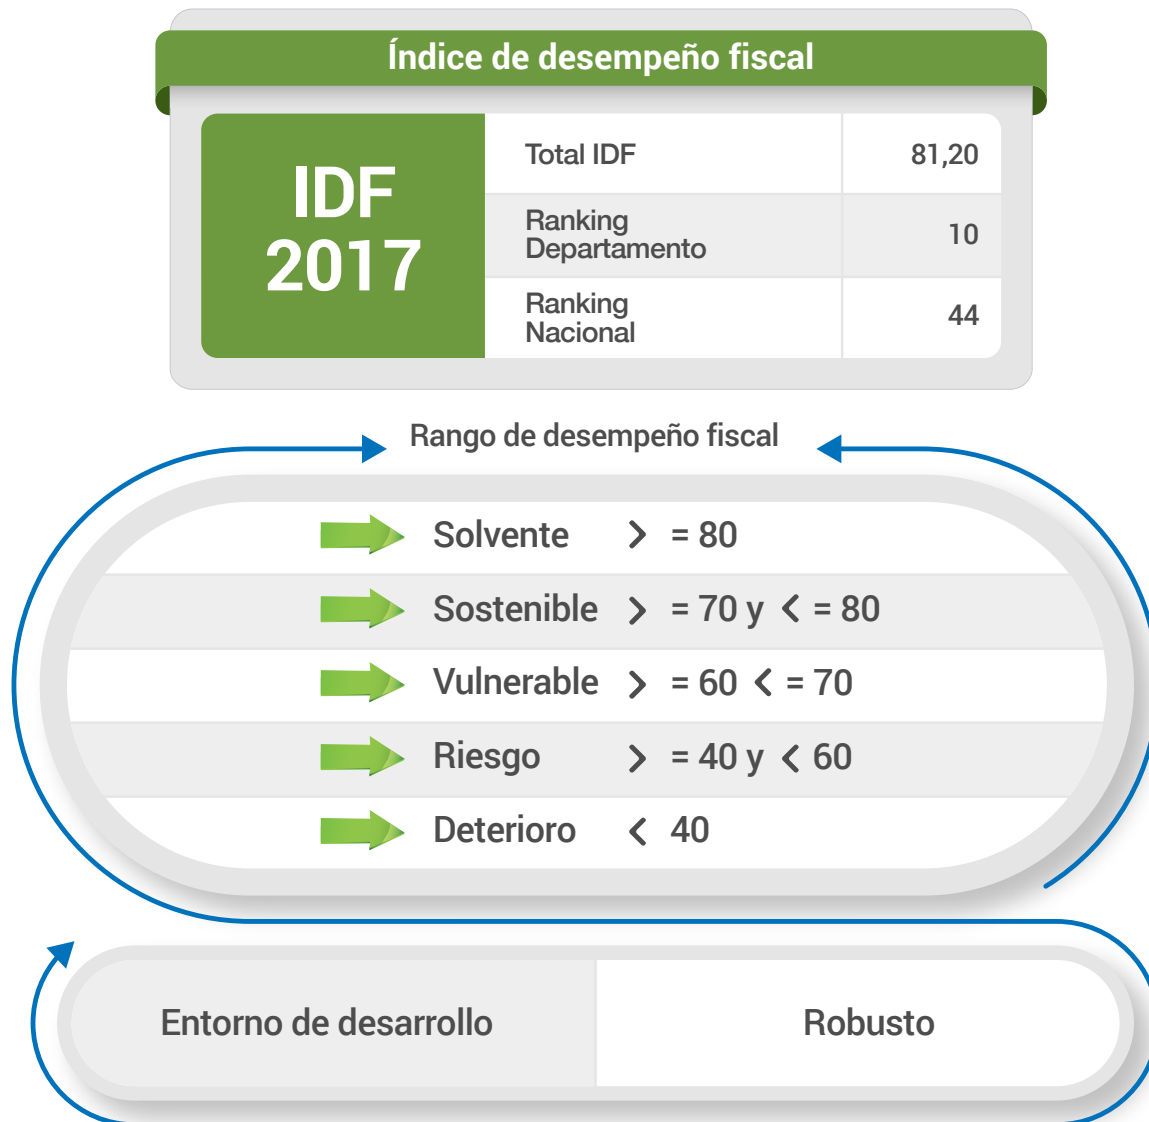 Índice de desempeño fiscal
IDF
2017
Total IDF 81,20
Ranking
Departamento 10
Ranking
Nacional 44
Rango de desempeño fiscal
Solvente > = 80
Sostenible > = 70 y < = 80
Vulnerable > = 60 < = 70
Riesgo > = 40 y < 60
Deterioro < 40
Entorno de desarrollo Robusto